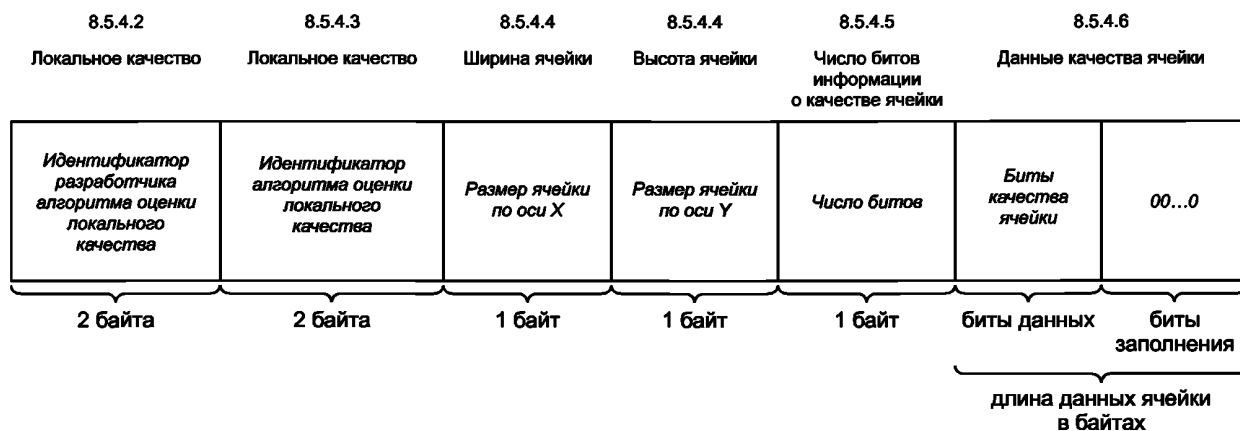 8.5.4.2
8.5.4.3
8.5.4.4
8.5.4.4
8.5.4.5
8.5.4.6
Локальное качество
Локальное качество
Ширина ячейки
Высота ячейки
Число битов
информации
о качестве ячейки
Данные качества ячейки
Идентификатор
разработчика
алгоритма оценки
локального
качества
Идентификатор
алгоритма оценки
локального
качества
Размер ячейки
по оси X
Размер ячейки
по оси Y
Число битов
Биты
качества
ячейки
00...0
2 байта
2 байта
1 байт
1 байт
1 байт
биты данных
биты
заполнения
длина данных ячейки
в байтах